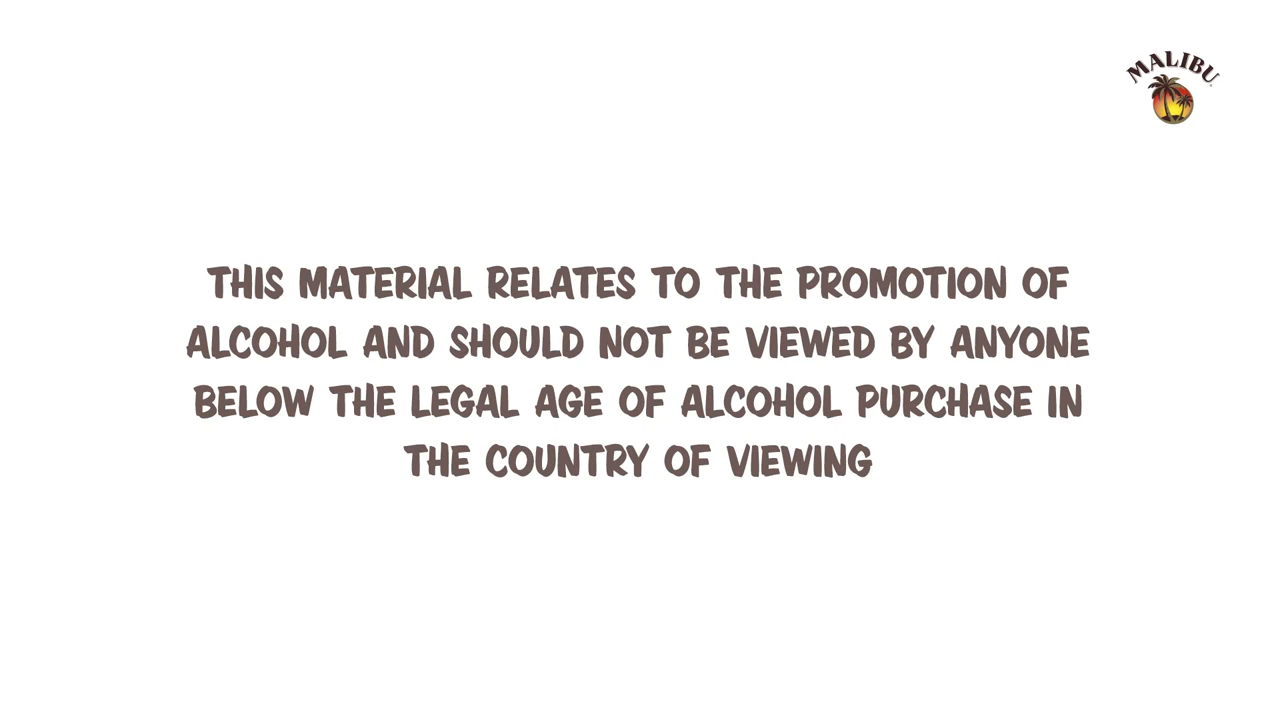 MALIBU
THIS MATERIAL RELATES TO THE PROMOTION OF
ALCOHOL AND SHOULD NOT BE VIEWED BY ANYONE
BELOW THE LEGAL AGE OF ALCOHOL PURCHASE IN
THE COUNTRY OF VIEWING